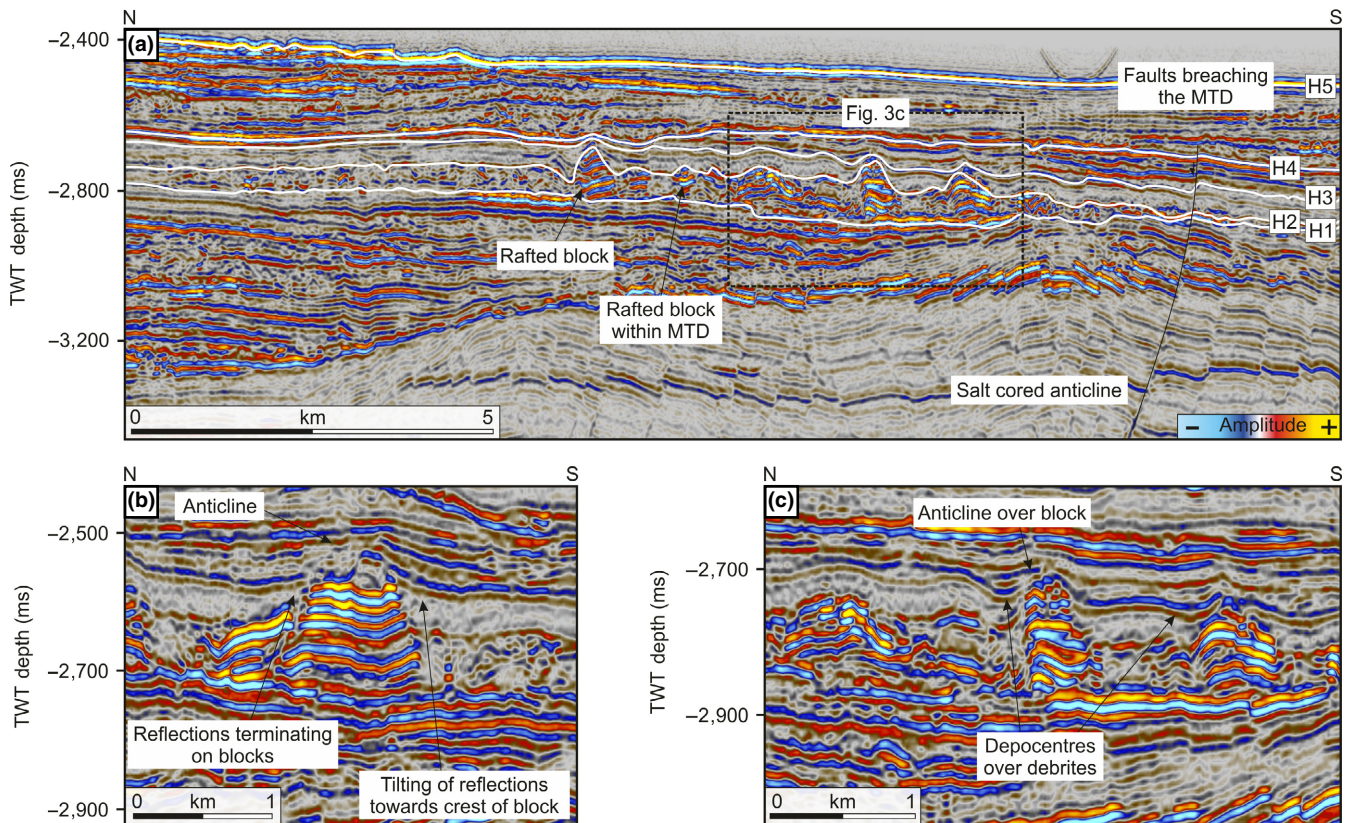 N
S
(a)
−2,400
−2,800
−3,200
TWT depth (ms)
Faults breaching
the MTD
H5
Fig. 3c
H4
H3
H2
H1
Rafted block
Rafted block
within MTD
Salt cored anticline
0 km 5
− Amplitude +
N
S
(b)
Anticline
−2,500
−2,700
−2,900
TWT depth (ms)
Reflections terminating
on blocks
Tilting of reflections
towards crest of block
0 km 1
N
S
(c)
Anticline over block
−2,700
−2,900
TWT depth (ms)
Depocentres
over debrites
0 km 1